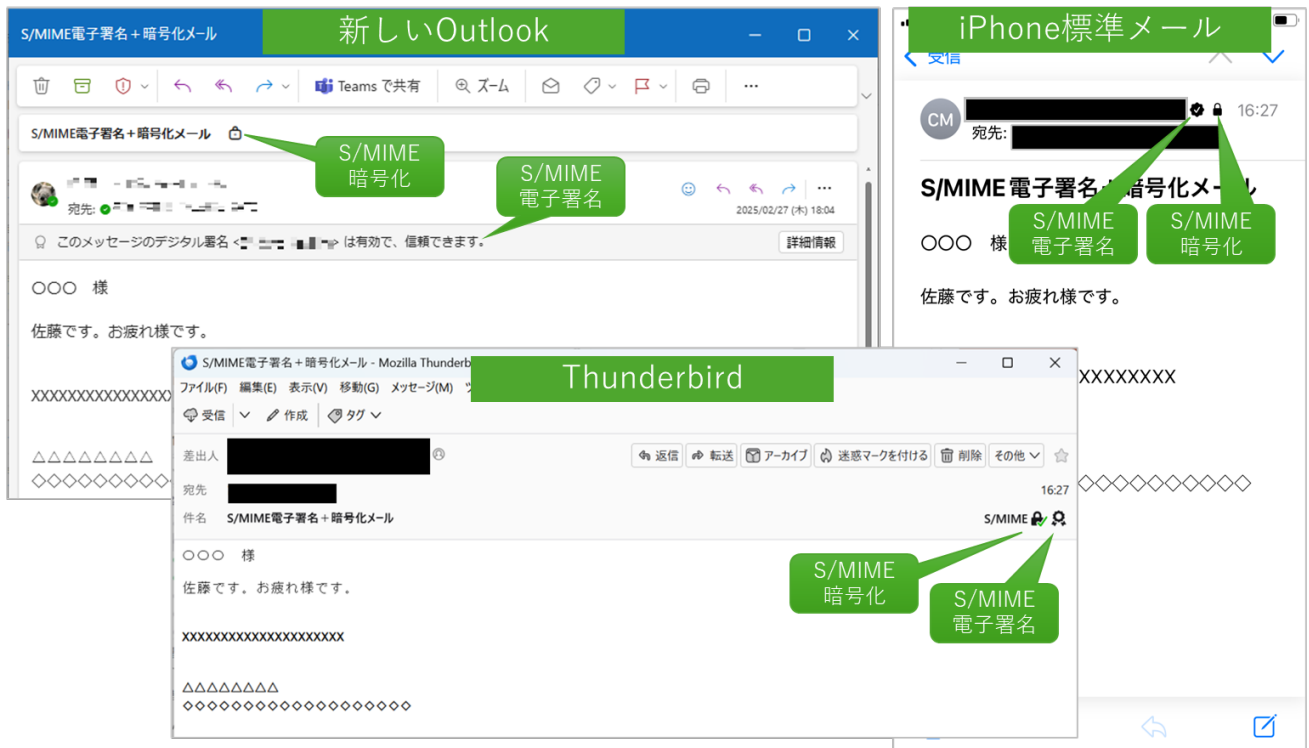 新しいOutlook
S/MIME電子署名＋暗号化メール
Teams で共有
ズーム
S/MIME電子署名＋暗号化メール
S/MIME
暗号化
S/MIME
電子署名
宛先:
2025/02/27 (木) 18:04
このメッセージのデジタル署名 < > は有効で、信頼できます。
詳細情報
〇〇〇　様
佐藤です。お疲れ様です。
XXXXXXXXXXXXXXX
△△△△△△△△
◇◇◇◇◇◇◇◇◇
Thunderbird
S/MIME電子署名＋暗号化メール - Mozilla Thunderb
ファイル(F) 編集(E) 表示(V) 移動(G) メッセージ(M)
受信 作成 タグ
差出人
返信 転送 アーカイブ 迷惑マークを付ける 削除 その他
宛先
16:27
件名 S/MIME電子署名＋暗号化メール
S/MIME
〇〇〇　様
佐藤です。お疲れ様です。
S/MIME
暗号化
S/MIME
電子署名
XXXXXXXXXXXXXXXXXXXXX
△△△△△△△△
◇◇◇◇◇◇◇◇◇◇◇◇◇◇◇◇◇◇◇
iPhone標準メール
受信
CM
16:27
宛先:
S/MIME電子署名＋暗号化メール
S/MIME
電子署名
S/MIME
暗号化
〇〇〇　様
佐藤です。お疲れ様です。
XXXXXXXX
◇◇◇◇◇◇◇◇◇◇